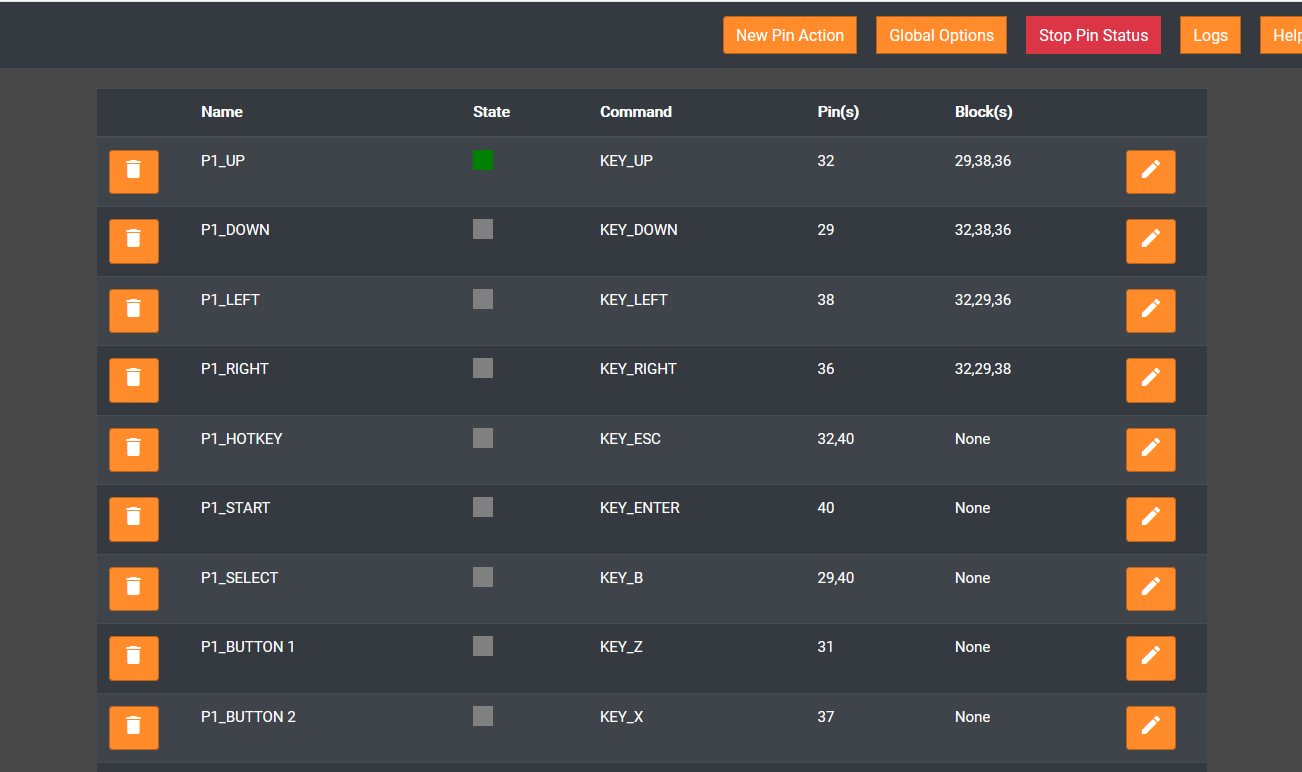 New Pin Action Global Options Stop Pin Status Logs Help
Name State Command Pin(s) Block(s)
P1_UP KEY_UP 32 29,38,36
P1_DOWN KEY_DOWN 29 32,38,36
P1_LEFT KEY_LEFT 38 32,29,36
P1_RIGHT KEY_RIGHT 36 32,29,38
P1_HOTKEY KEY_ESC 32,40 None
P1_START KEY_ENTER 40 None
P1_SELECT KEY_B 29,40 None
P1_BUTTON 1 KEY_Z 31 None
P1_BUTTON 2 KEY_X 37 None